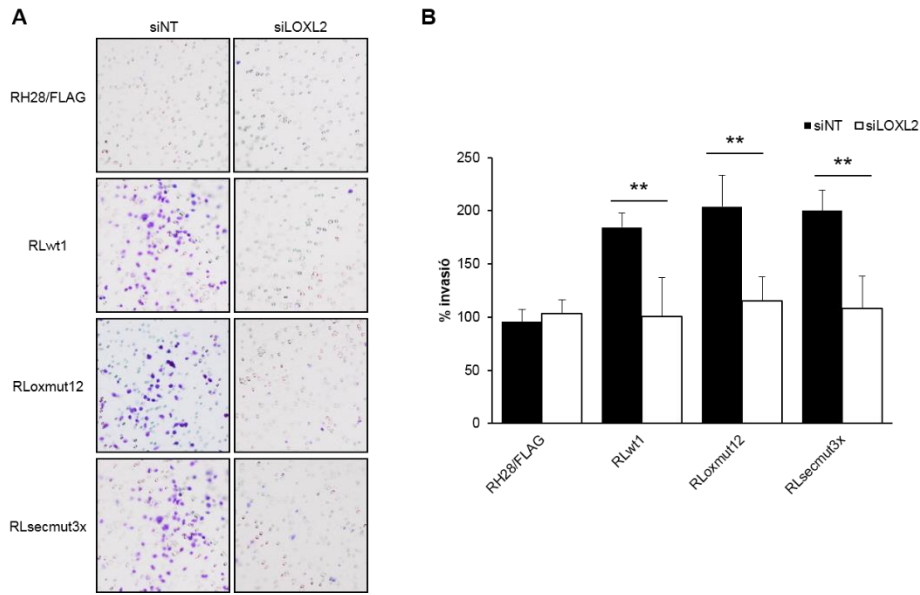 A
siNT siLOXL2
RH28/FLAG
RLwt1
RLoxmut12
RLsecmut3x
B
siNT siLOXL2
250
200
150
100
50
0
% invasió
** ** **
RH28/FLAG RLwt1 RLoxmut12 RLsecmut3x